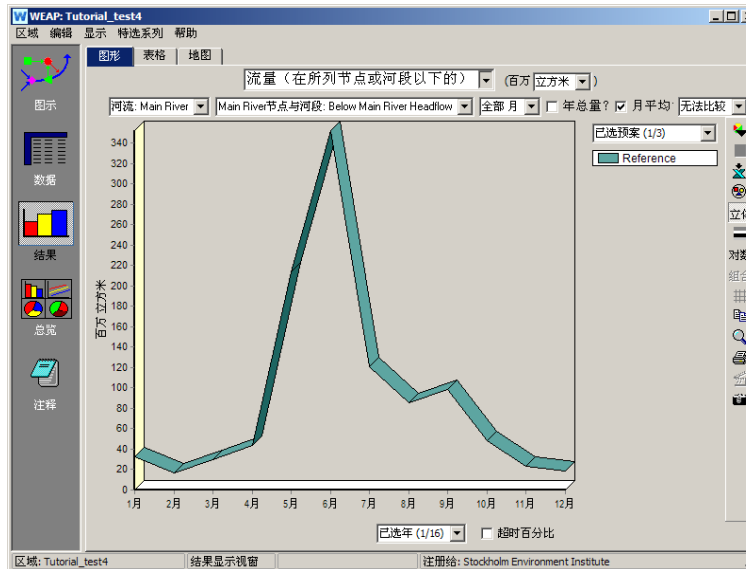 WEAP: Tutorial_test4
区域 编辑 显示 特选系列 帮助
图形 表格 地图
流量（在所列节点或河段以下的） (百万 立方米 )
河流: Main River Main River节点与河段: Below Main River Headflow 全部 月 年总量? 月平均 无法比较
已选预案 (1/3)
Reference
图示
数据
结果
总览
注释
百万 立方米
340
320
300
280
260
240
220
200
180
160
140
120
100
80
60
40
20
0
1月 2月 3月 4月 5月 6月 7月 8月 9月 10月 11月 12月
已选年 (1/16) 超时百分比
区域: Tutorial_test4 结果显示视窗 注册给: Stockholm Environment Institute